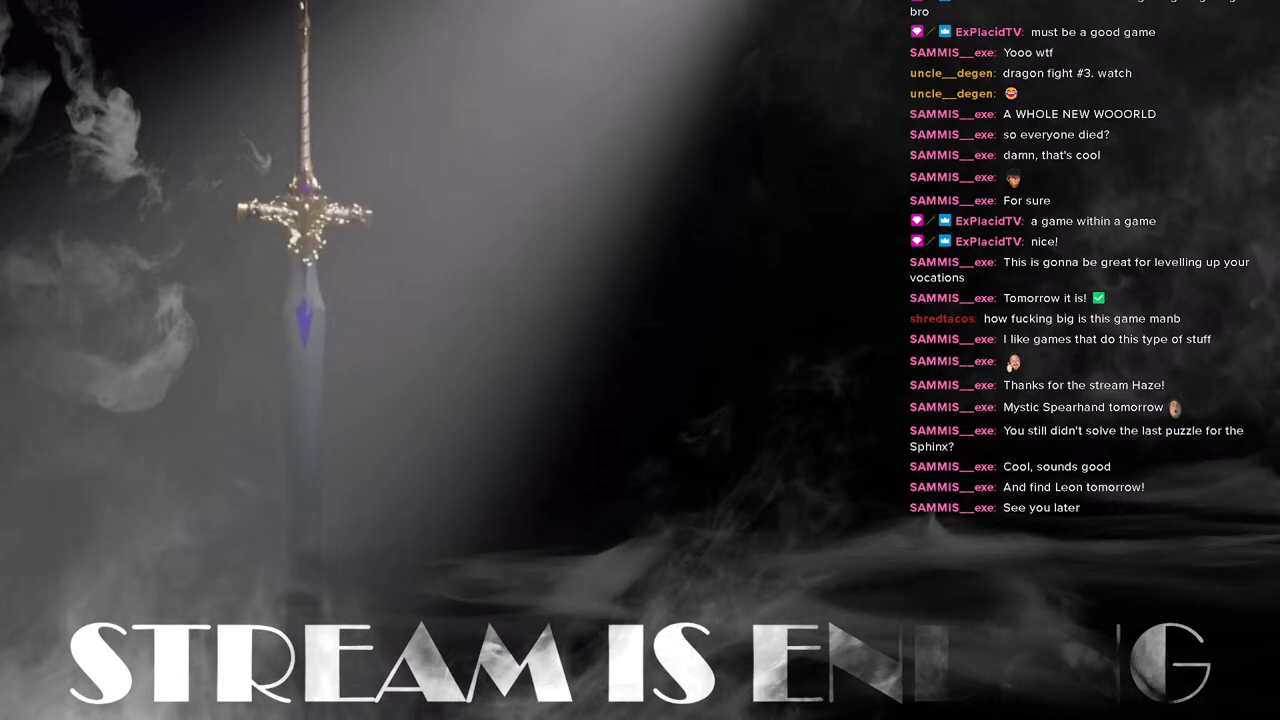 bro
ExPlacidTV: must be a good game
SAMMIS__exe: Yooo wtf
uncle__degen: dragon fight #3. watch
uncle__degen: 😂
SAMMIS__exe: A WHOLE NEW WOOORLD
SAMMIS__exe: so everyone died?
SAMMIS__exe: damn, that's cool
SAMMIS__exe:
SAMMIS__exe: For sure
ExPlacidTV: a game within a game
ExPlacidTV: nice!
SAMMIS__exe: This is gonna be great for levelling up your
vocations
SAMMIS__exe: Tomorrow it is! ✅
shredtacos: how fucking big is this game manb
SAMMIS__exe: I like games that do this type of stuff
SAMMIS__exe:
SAMMIS__exe: Thanks for the stream Haze!
SAMMIS__exe: Mystic Spearhand tomorrow
SAMMIS__exe: You still didn't solve the last puzzle for the
Sphinx?
SAMMIS__exe: Cool, sounds good
SAMMIS__exe: And find Leon tomorrow!
SAMMIS__exe: See you later
STREAM IS ENDING